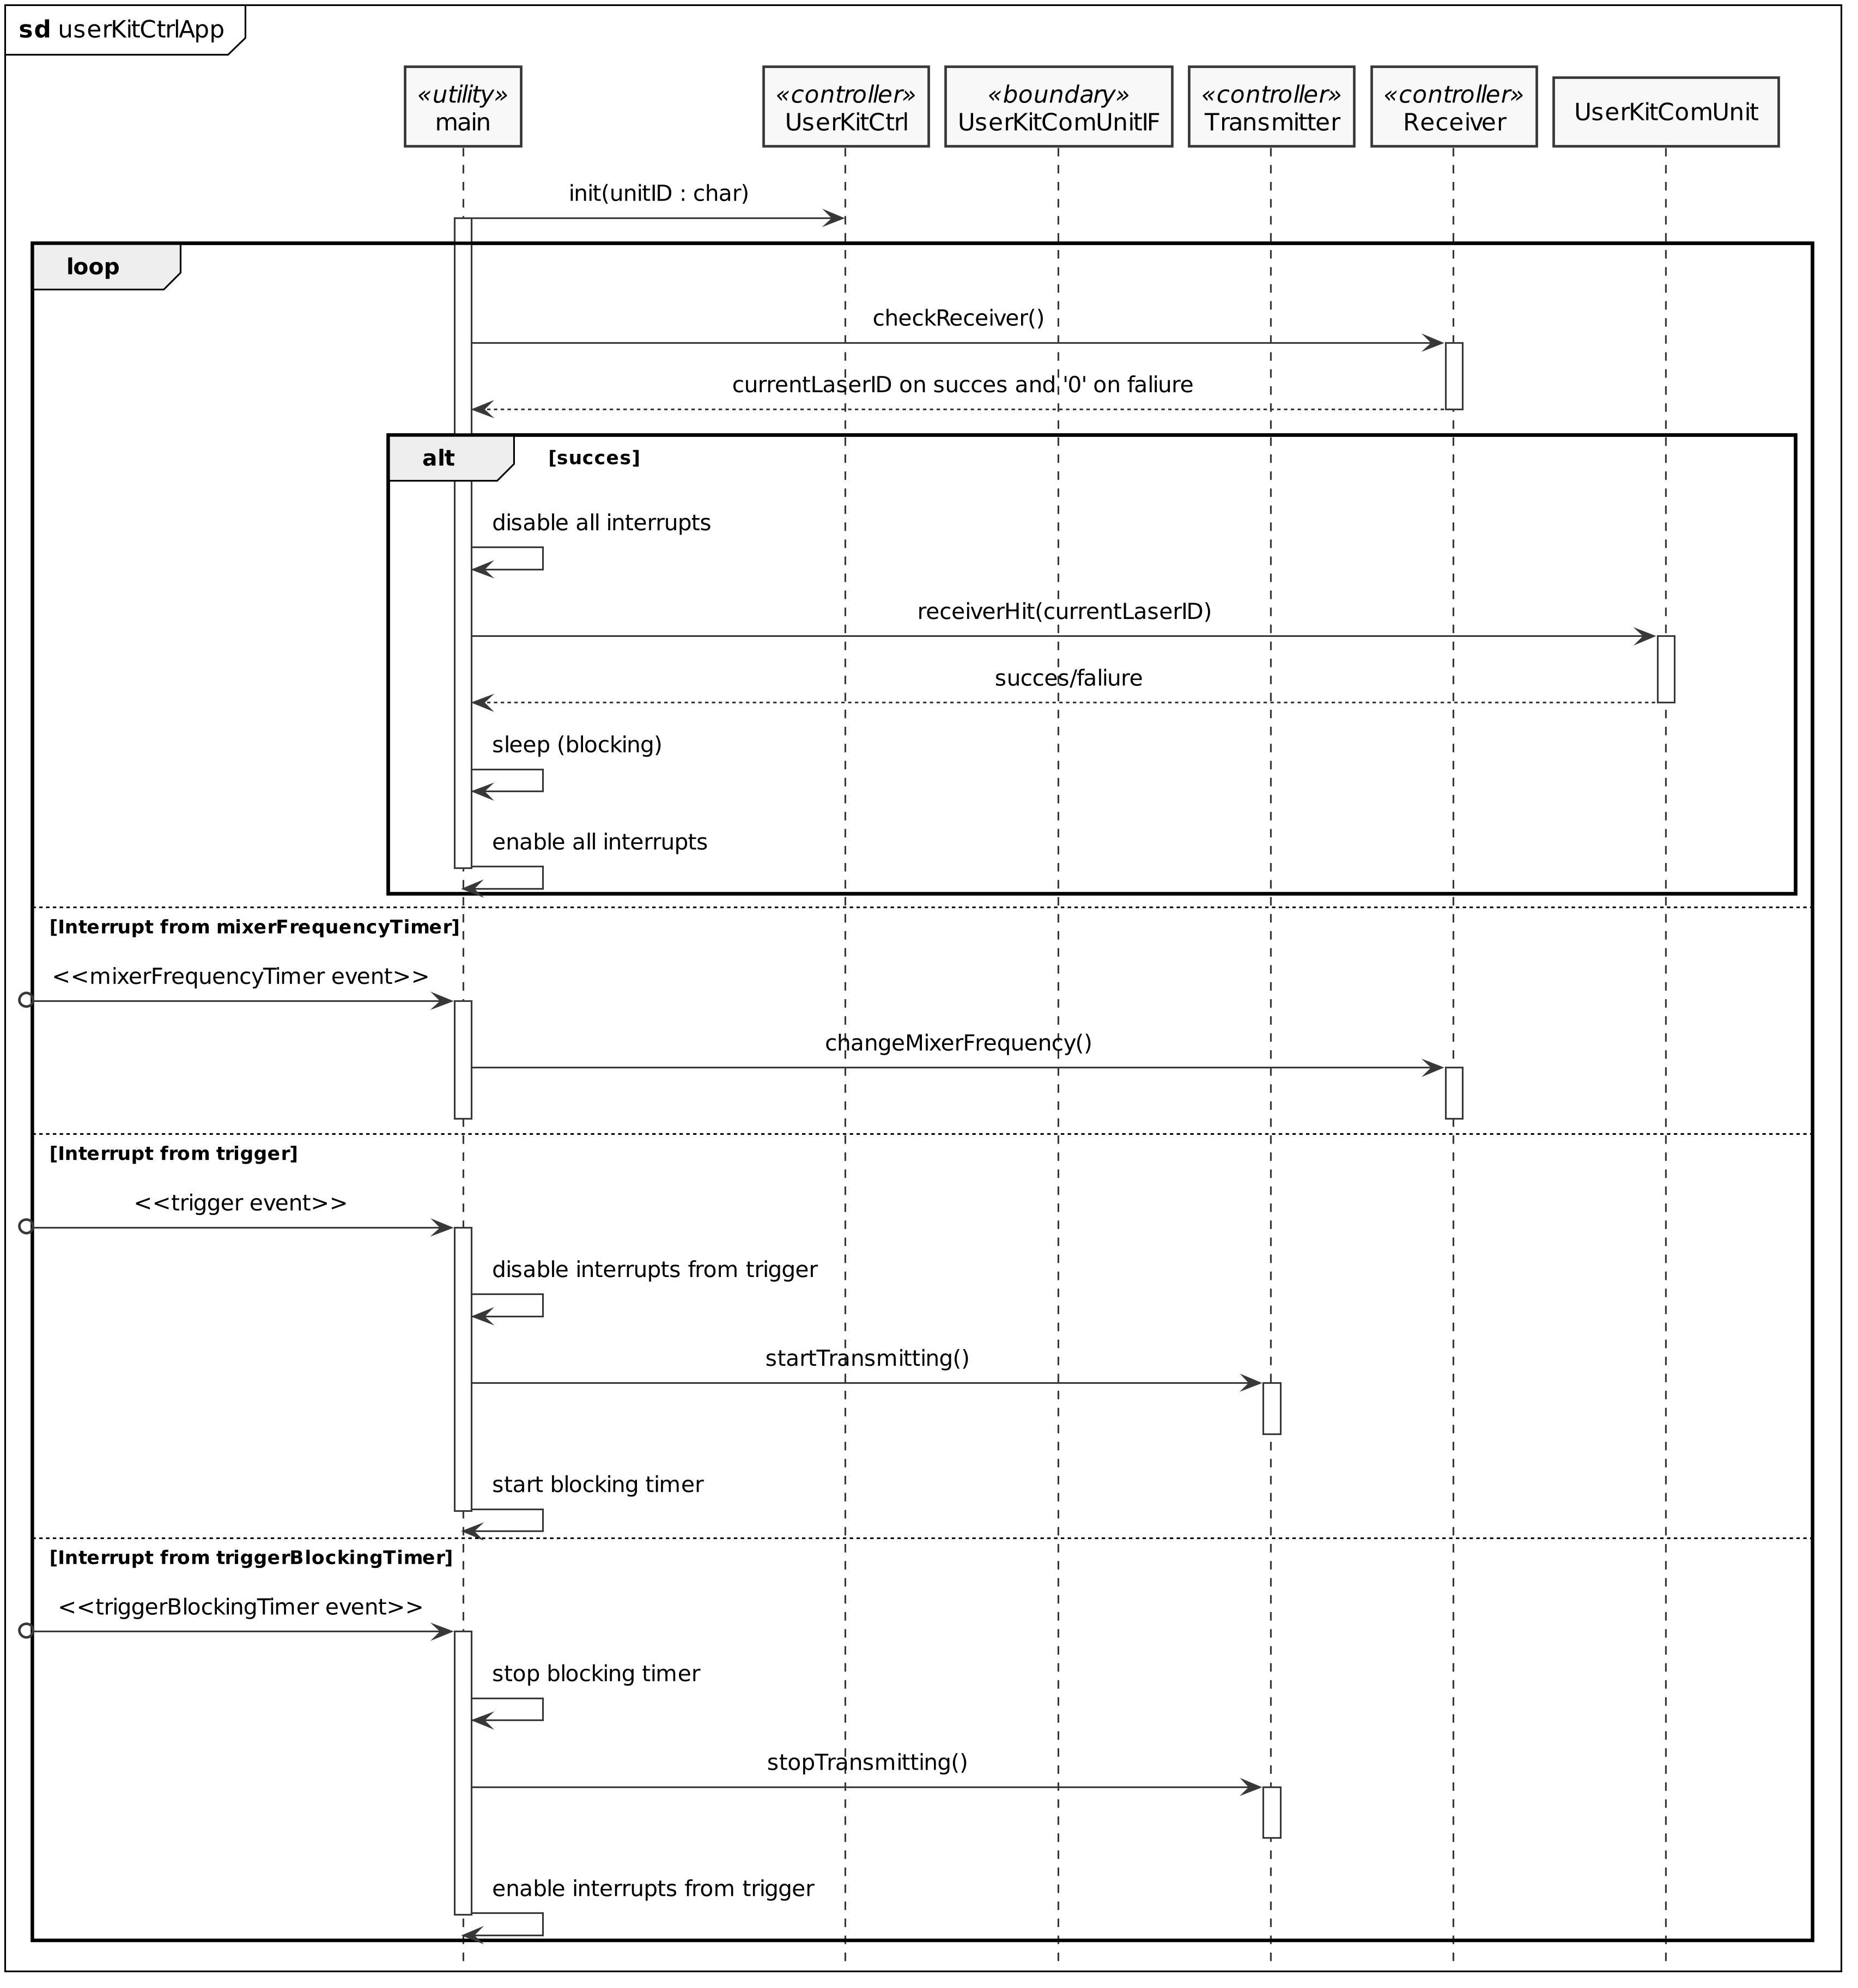 sd userKitCtrlApp
«utility»
main
«controller»
UserKitCtrl
«boundary»
UserKitComUnitIF
«controller»
Transmitter
«controller»
Receiver
UserKitComUnit
init(unitID : char)
loop
checkReceiver()
currentLaserID on succes and '0' on faliure
alt [succes]
disable all interrupts
receiverHit(currentLaserID)
succes/faliure
sleep (blocking)
enable all interrupts
[Interrupt from mixerFrequencyTimer]
<<mixerFrequencyTimer event>>
changeMixerFrequency()
[Interrupt from trigger]
<<trigger event>>
disable interrupts from trigger
startTransmitting()
start blocking timer
[Interrupt from triggerBlockingTimer]
<<triggerBlockingTimer event>>
stop blocking timer
stopTransmitting()
enable interrupts from trigger